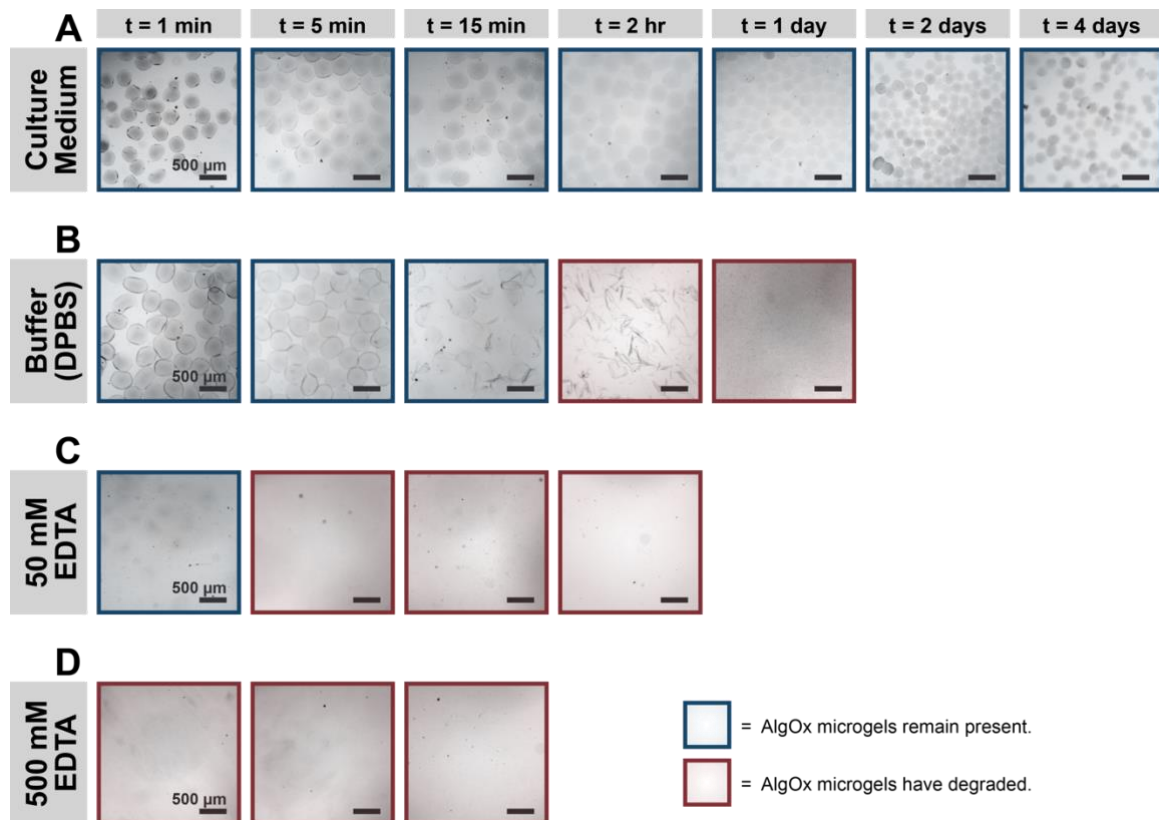 A
t = 1 min
t = 5 min
t = 15 min
t = 2 hr
t = 1 day
t = 2 days
t = 4 days
Culture
Medium
500 µm
B
Buffer
(DPBS)
500 µm
C
50 mM
EDTA
500 µm
D
500 mM
EDTA
500 µm
= AlgOx microgels remain present.
= AlgOx microgels have degraded.